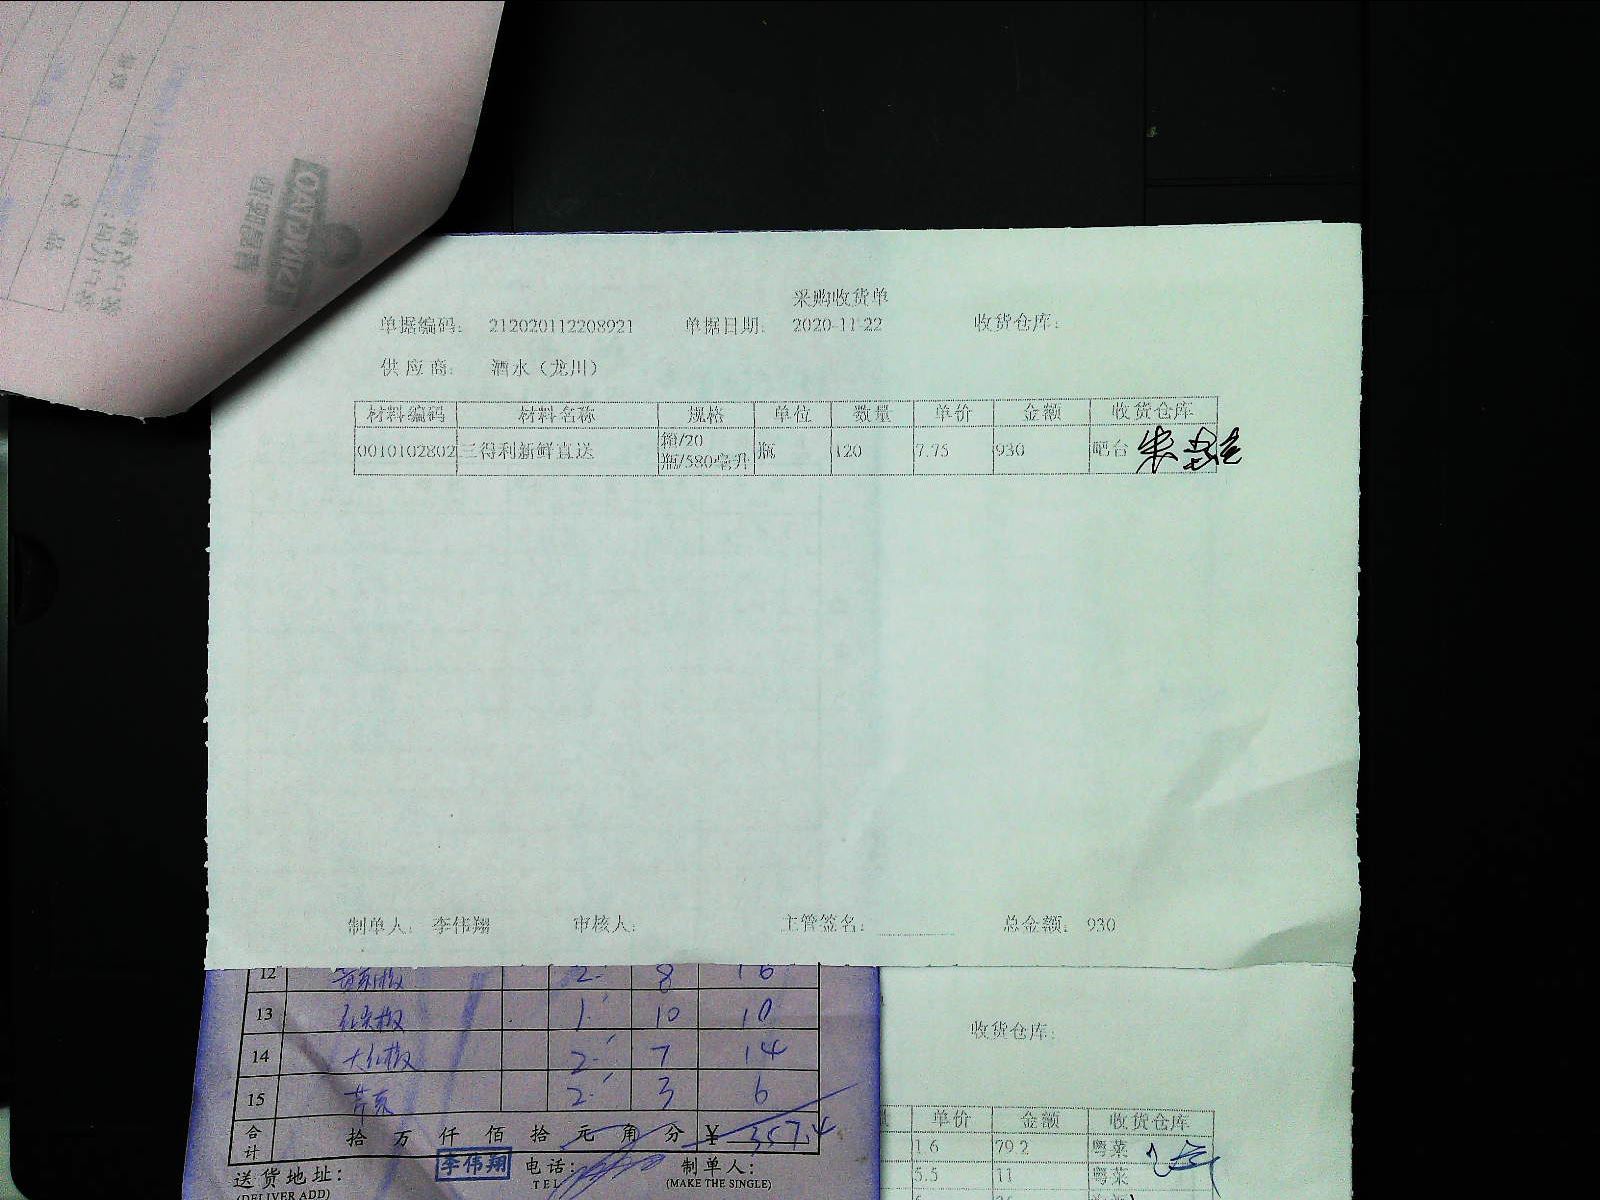 采购收货单
单据编码： 212020112208921 单据日期： 2020-11-22 收货仓库：
供 应 商： 酒水（龙川）
材料编码 材料名称 规格 单位 数量 单价 金额 收货仓库
0010102802 三得利新鲜直送 箱/20 瓶/580毫升 瓶 120 7.75 930 吧台
制单人： 李伟翔 审核人： 主管签名： 总金额： 930
12 2 8 16
13 1 10 10
14 大红椒 2 7 14
15 2 3 6
合计 拾 万 仟 佰 拾 元 角 分 ¥ 357.4
送货地址： 李伟翔 电话： 制单人：
(DELIVER ADD) TEL (MAKE THE SINGLE)
收货仓库：
单价 金额 收货仓库
1.6 79.2 粤菜
5.5 11 粤菜